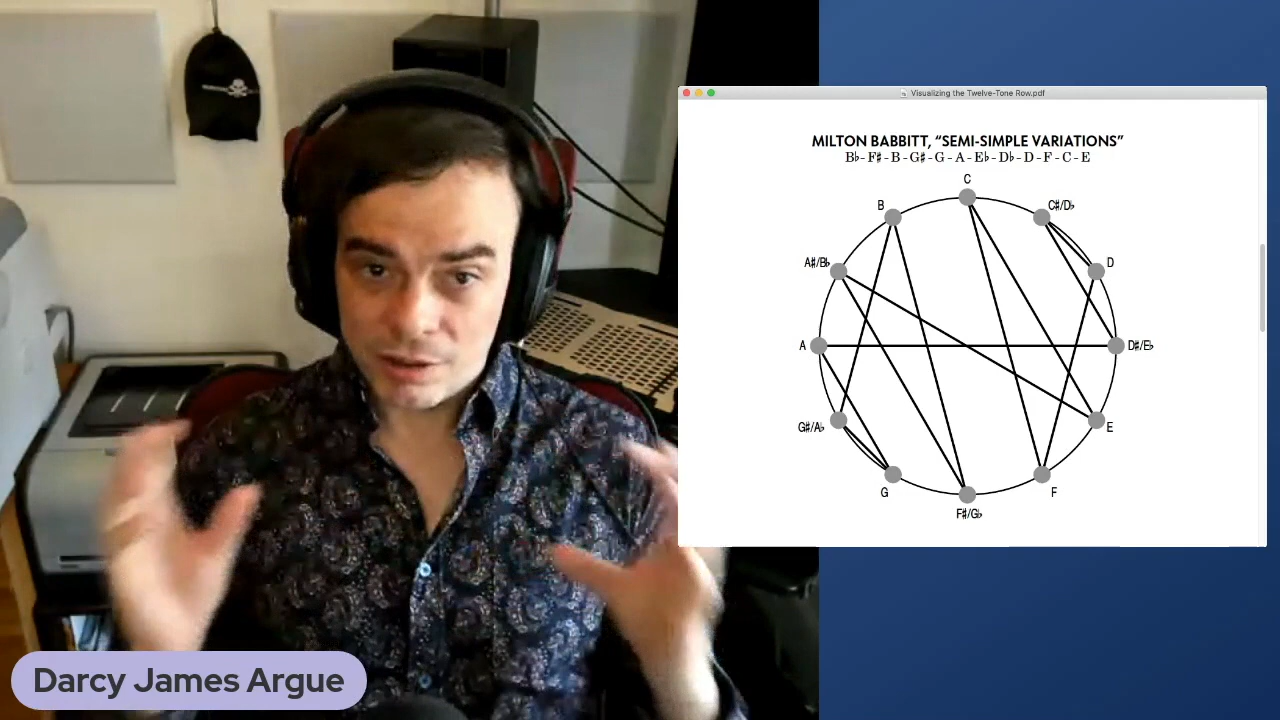 Visualizing the Twelve-Tone Row.pdf
MILTON BABBITT, “SEMI-SIMPLE VARIATIONS”
B♭- F♯ - B - G♯ - G - A - E♭ - D♭ - D - F - C - E
C
B
C♯/D♭
A♯/B♭
D
A
D♯/E♭
G♯/A♭
E
G
F
F♯/G♭
Darcy James Argue